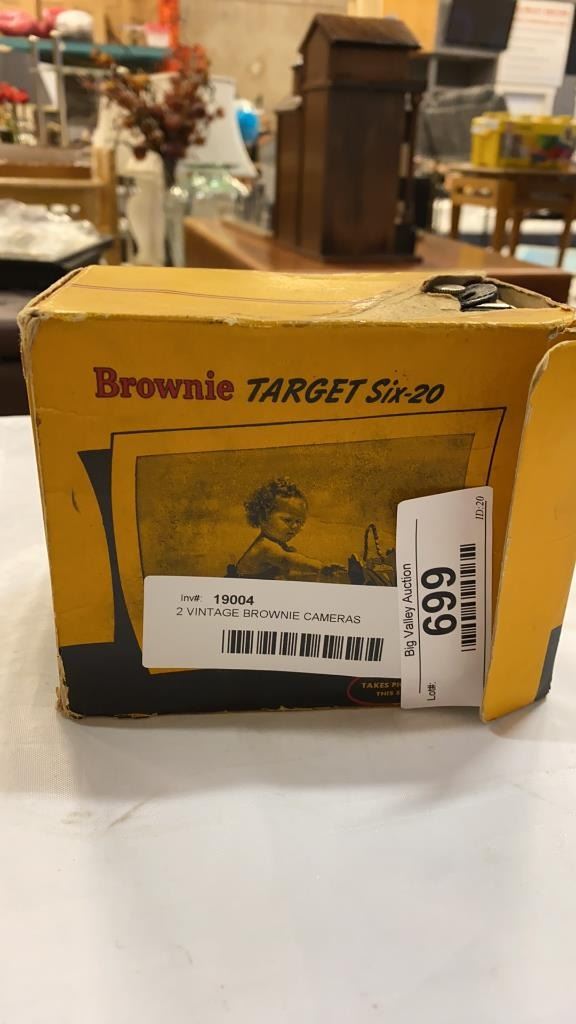 Brownie TARGET Six-20
Inv#: 19004
2 VINTAGE BROWNIE CAMERAS
Big Valley Auction
Lot#: 699
ID:20
TAKES
THIS